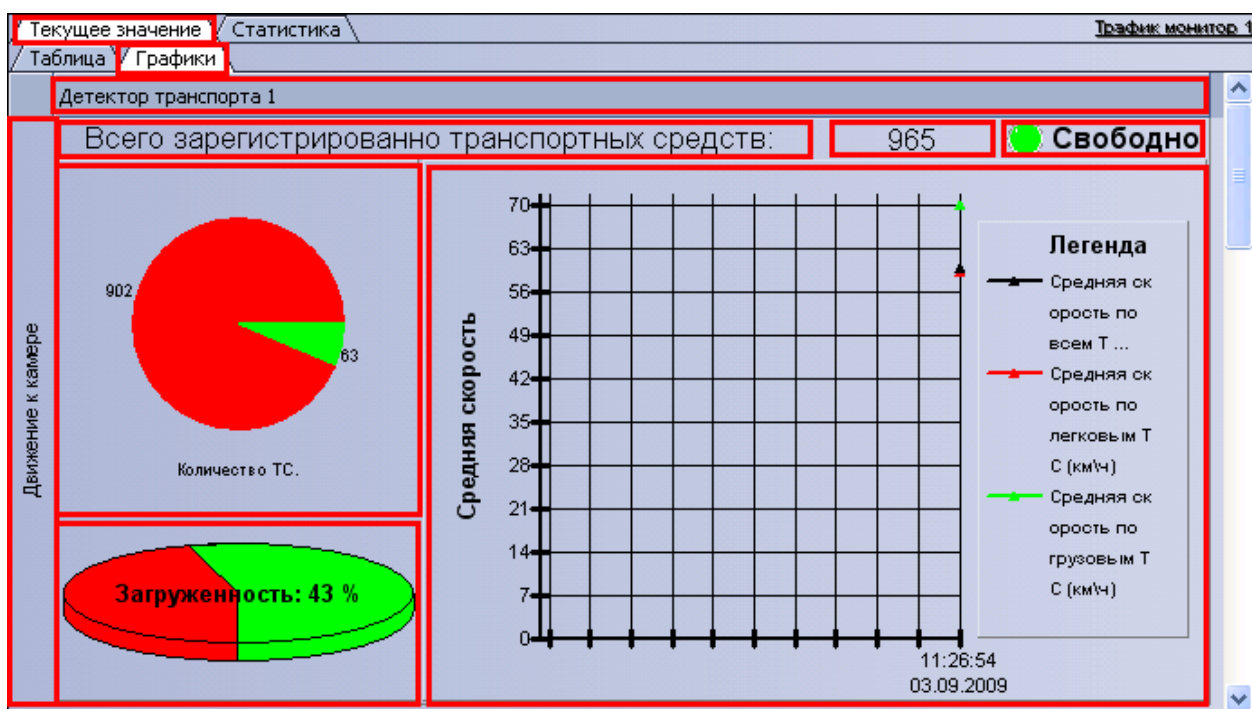 Текущее значение Статистика Трафик монитор 1
Таблица Графики
Детектор транспорта 1
Всего зарегистрированно транспортных средств: 965 Свободно
Движение к камере
902
63
Количество ТС.
Загруженность: 43 %
Средняя скорость
70
63
56
49
42
35
28
21
14
7
0
11:26:54
03.09.2009
Легенда
Средняя ск
орость по
всем Т ...
Средняя ск
орость по
легковым Т
С (км\ч)
Средняя ск
орость по
грузовым Т
С (км\ч)